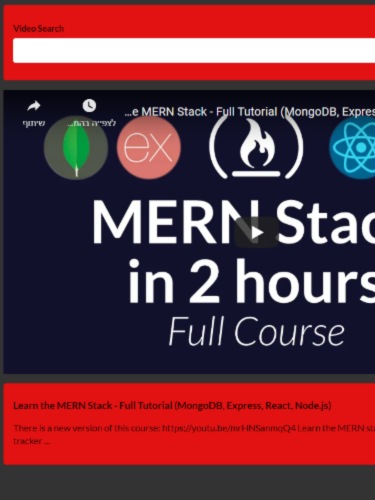 Video Search
...e MERN Stack - Full Tutorial (MongoDB, Expres
שיתוף
לצפייה בהמ...
ex
MERN Stac
in 2 hours
Full Course
Learn the MERN Stack - Full Tutorial (MongoDB, Express, React, Node.js)
There is a new version of this course: https://youtu.be/mrHNSanmqQ4 Learn the MERN sta
tracker ...